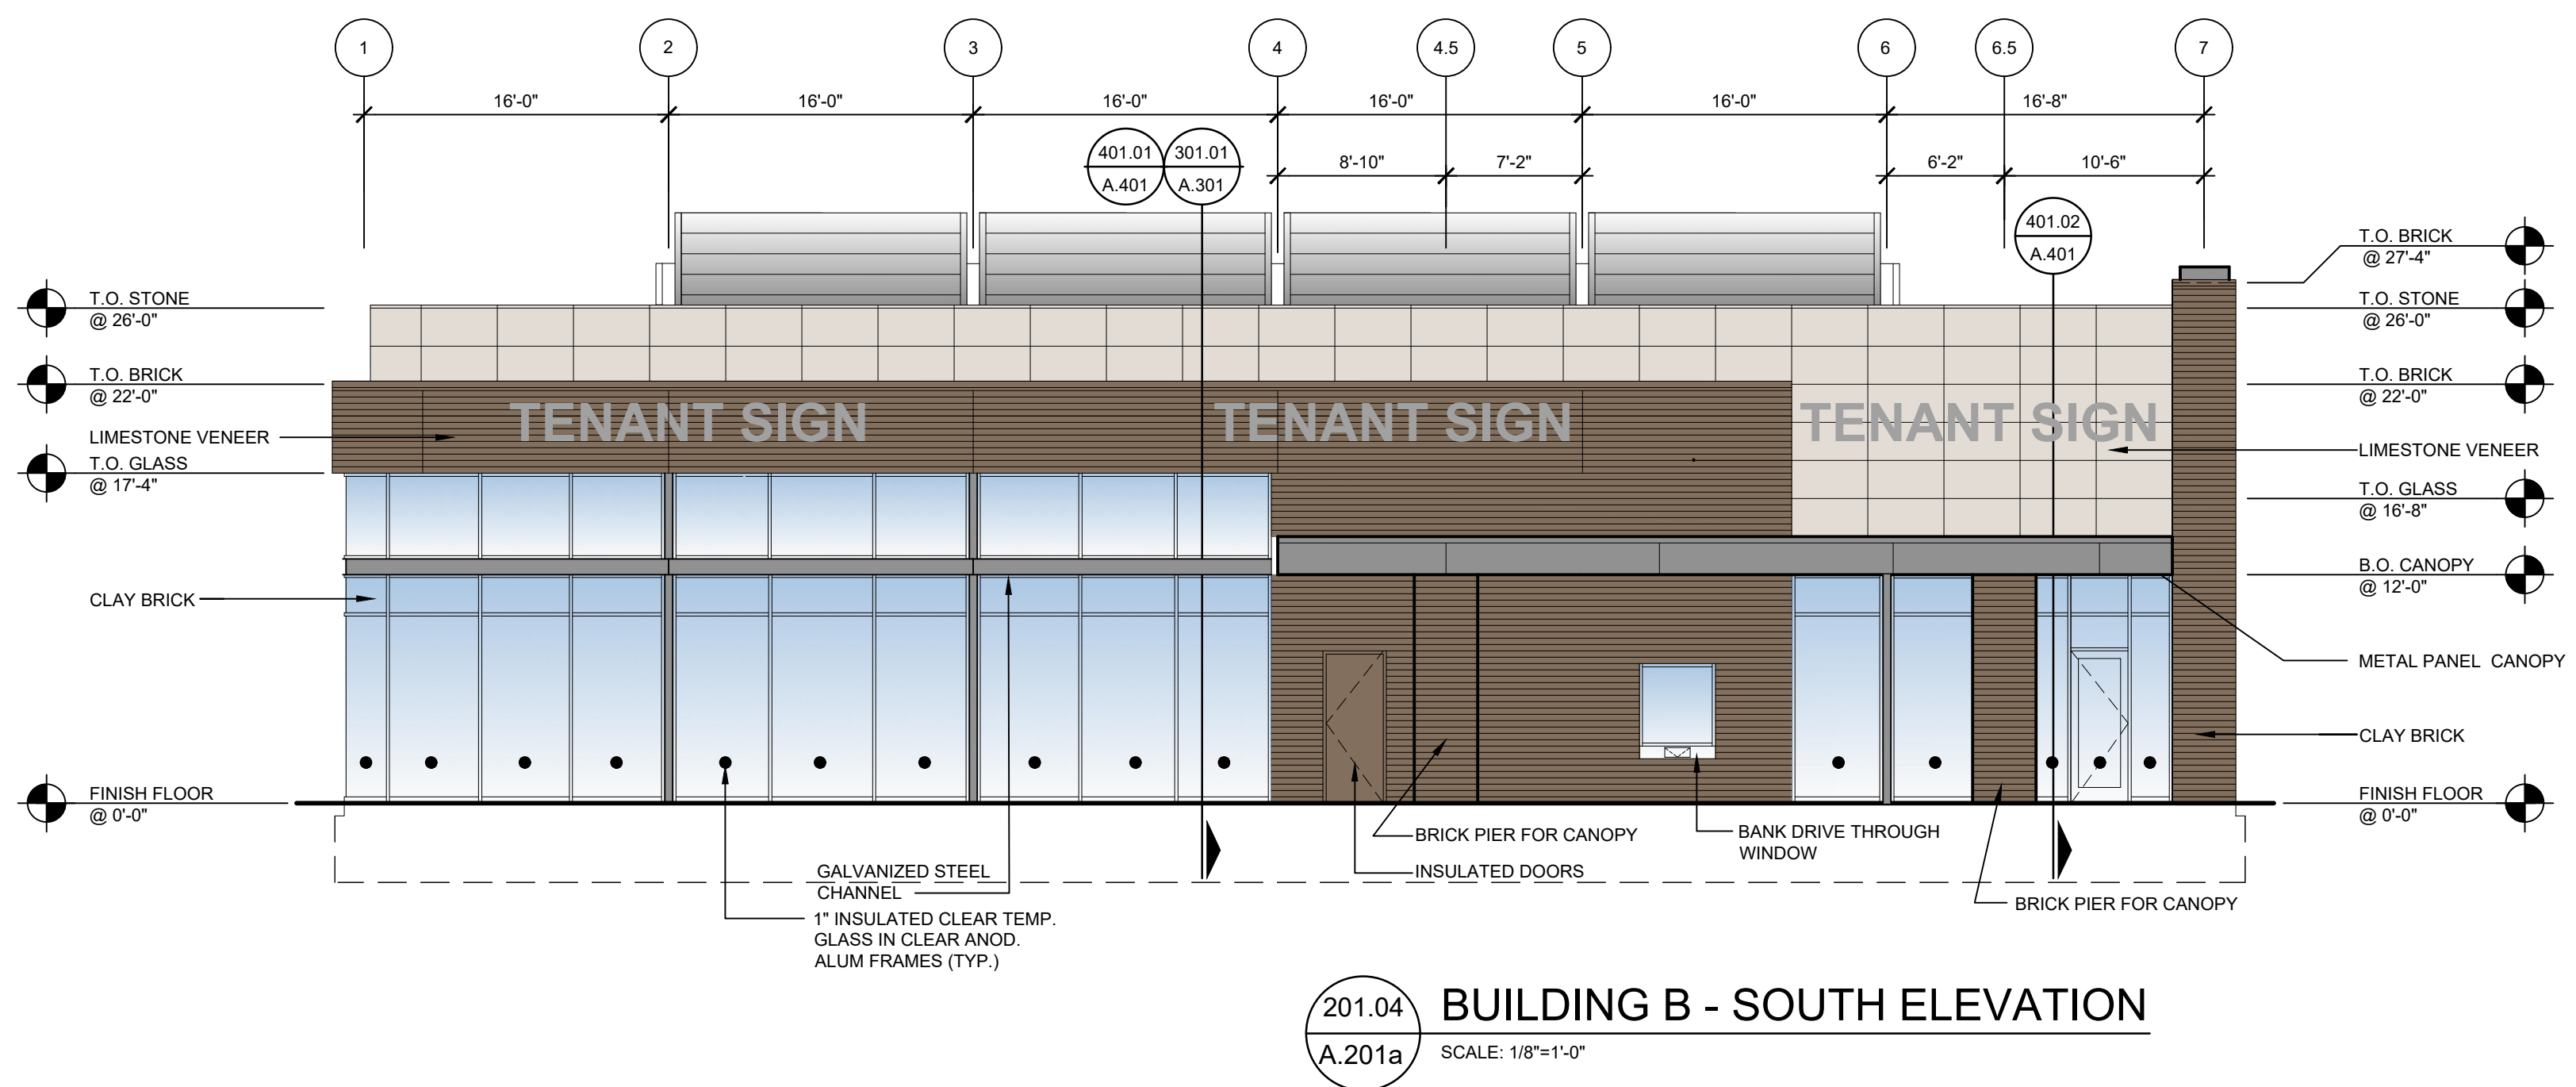 1 2 3 4 4.5 5 6 6.5 7
16'-0" 16'-0" 16'-0" 16'-0" 16'-0" 16'-8"
401.01 301.01
A.401 A.301
8'-10" 7'-2" 6'-2" 10'-6"
401.02
A.401
T.O. STONE
@ 26'-0"
T.O. BRICK
@ 22'-0"
LIMESTONE VENEER
T.O. GLASS
@ 17'-4"
CLAY BRICK
FINISH FLOOR
@ 0'-0"
TENANT SIGN TENANT SIGN TENANT SIGN
T.O. BRICK
@ 27'-4"
T.O. STONE
@ 26'-0"
T.O. BRICK
@ 22'-0"
LIMESTONE VENEER
T.O. GLASS
@ 16'-8"
B.O. CANOPY
@ 12'-0"
METAL PANEL CANOPY
CLAY BRICK
FINISH FLOOR
@ 0'-0"
GALVANIZED STEEL
CHANNEL
1" INSULATED CLEAR TEMP.
GLASS IN CLEAR ANOD.
ALUM FRAMES (TYP.)
BRICK PIER FOR CANOPY
INSULATED DOORS
BANK DRIVE THROUGH
WINDOW
BRICK PIER FOR CANOPY
201.04
A.201a
BUILDING B - SOUTH ELEVATION
SCALE: 1/8"=1'-0"